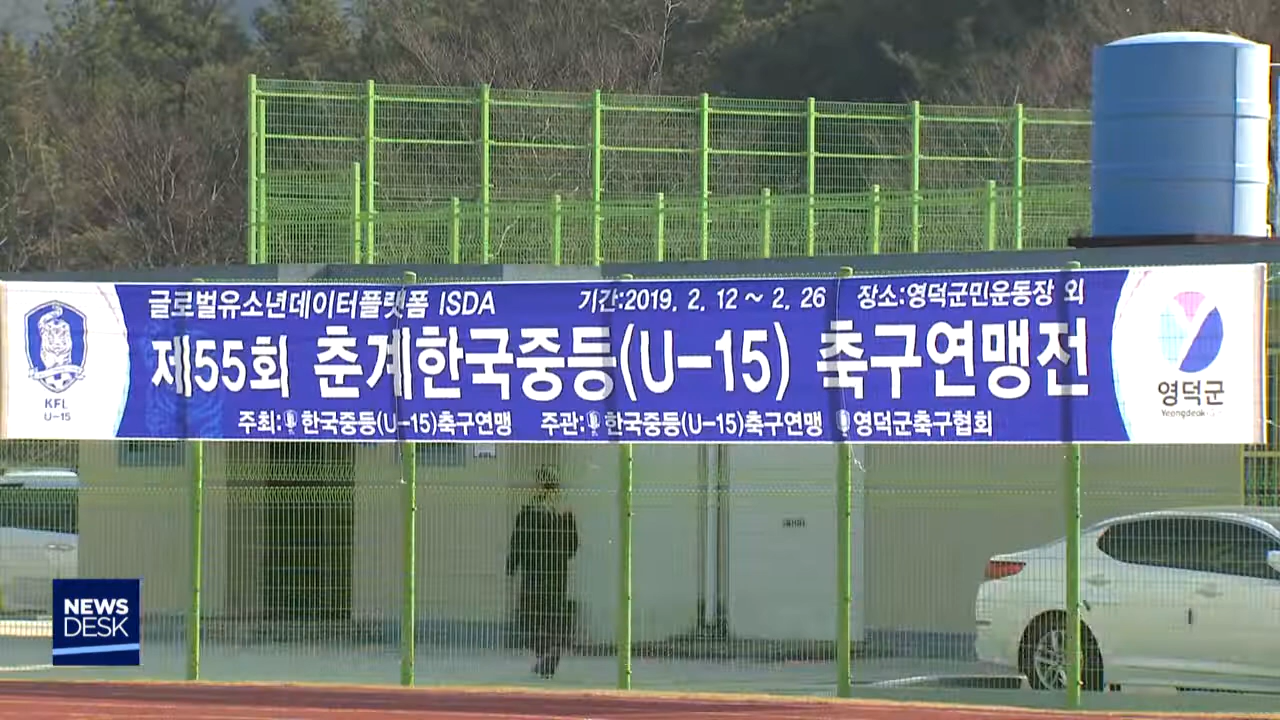 글로벌유소년데이터플랫폼 ISDA 기간:2019. 2. 12 ~ 2. 26 장소:영덕군민운동장 외
제55회 춘계한국중등(U-15) 축구연맹전
주최: 한국중등(U-15)축구연맹 주관: 한국중등(U-15)축구연맹 영덕군축구협회
KFL
U-15
영덕군
NEWS
DESK